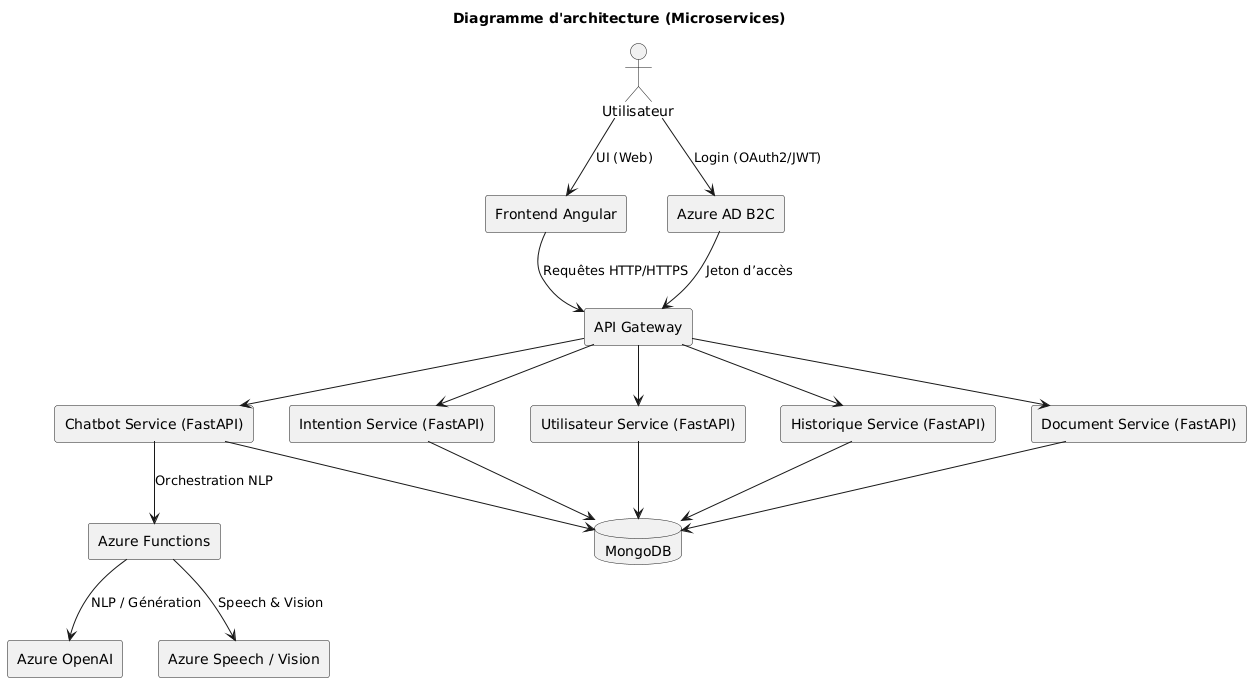 Diagramme d'architecture (Microservices)
Utilisateur
UI (Web)
Login (OAuth2/JWT)
Frontend Angular
Azure AD B2C
Requêtes HTTP/HTTPS
Jeton d’accès
API Gateway
Chatbot Service (FastAPI)
Intention Service (FastAPI)
Utilisateur Service (FastAPI)
Historique Service (FastAPI)
Document Service (FastAPI)
Orchestration NLP
Azure Functions
MongoDB
NLP / Génération
Speech & Vision
Azure OpenAI
Azure Speech / Vision